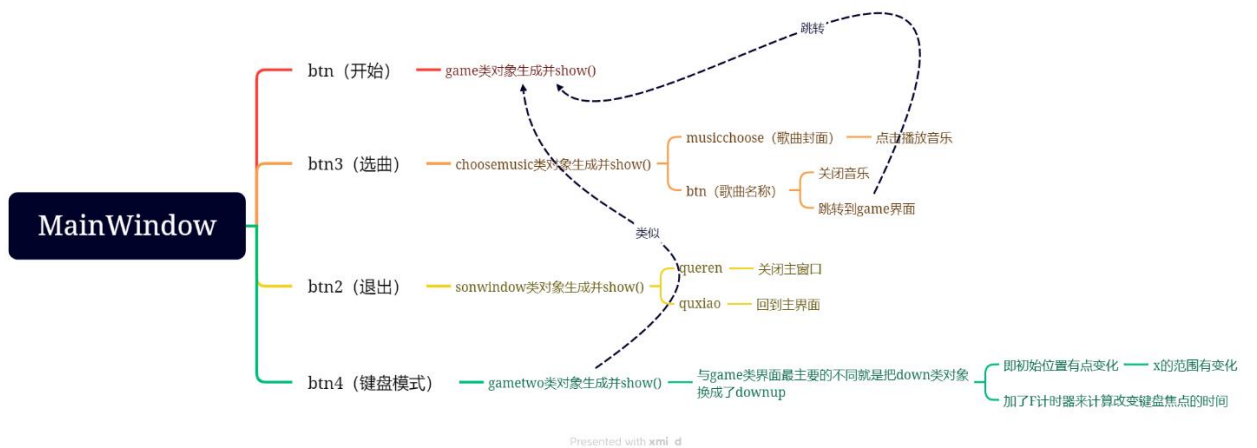 跳转
btn（开始）
game类对象生成并show()
musicchoose（歌曲封面）
点击播放音乐
btn3（选曲）
choosemusic类对象生成并show()
关闭音乐
btn（歌曲名称）
跳转到game界面
MainWindow
类似
queren
关闭主窗口
btn2（退出）
sonwindow类对象生成并show()
quxiao
回到主界面
btn4（键盘模式）
gametwo类对象生成并show()
与game类界面最主要的不同就是把down类对象
换成了downup
即初始位置有点变化
x的范围有变化
加了F计时器来计算改变键盘焦点的时间
Presented with xmi d